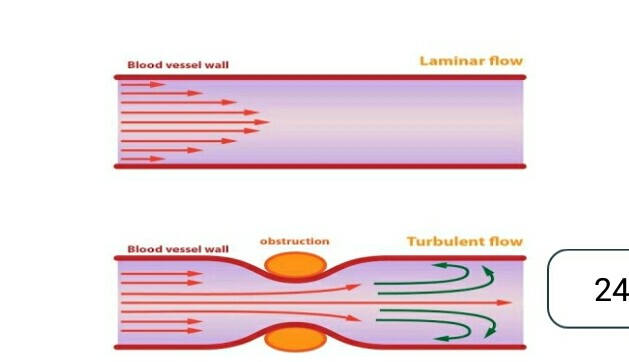 Blood vessel wall
Laminar flow
Blood vessel wall
obstruction
Turbulent flow
24